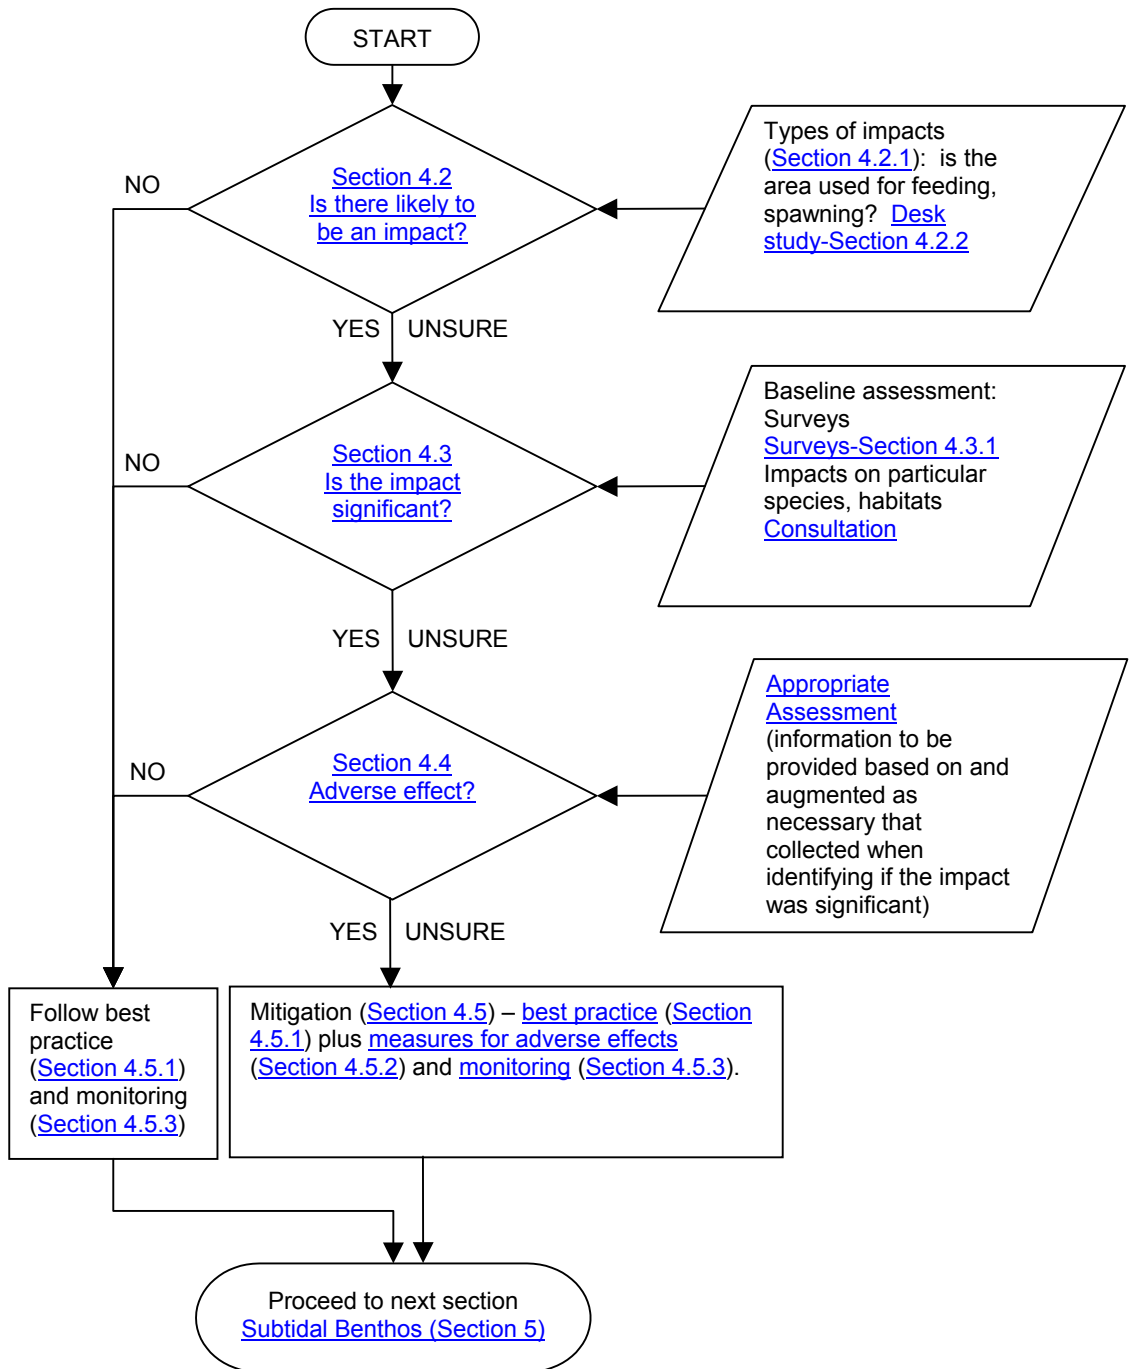 START
Types of impacts
(Section 4.2.1):  is the
area used for feeding,
spawning?  Desk
study-Section 4.2.2
NO
Section 4.2
Is there likely to
be an impact?
YES
UNSURE
Baseline assessment:
Surveys
Surveys-Section 4.3.1
Impacts on particular
species, habitats
Consultation
NO
Section 4.3
Is the impact
significant?
YES
UNSURE
Appropriate
Assessment
(information to be
provided based on and
augmented as
necessary that
collected when
identifying if the impact
was significant)
NO
Section 4.4
Adverse effect?
YES
UNSURE
Follow best
practice
(Section 4.5.1)
and monitoring
(Section 4.5.3)
Mitigation (Section 4.5) – best practice (Section
4.5.1) plus measures for adverse effects
(Section 4.5.2) and monitoring (Section 4.5.3).
Proceed to next section
Subtidal Benthos (Section 5)